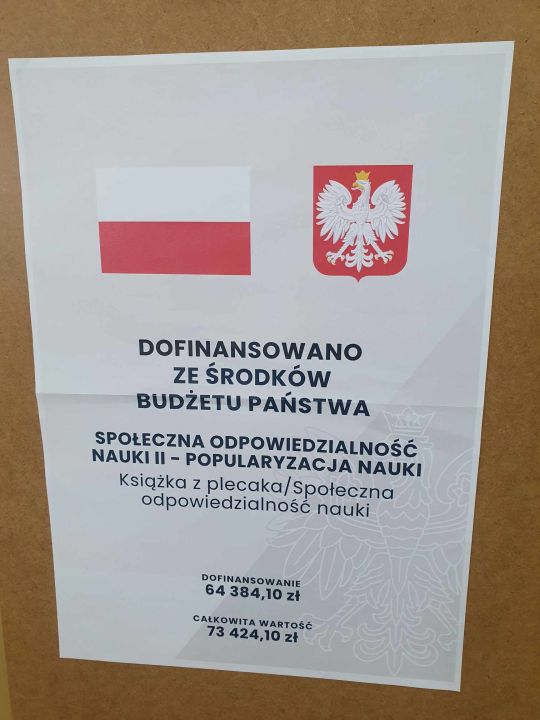 DOFINANSOWANO
ZE ŚRODKÓW
BUDŻETU PAŃSTWA
SPOŁECZNA ODPOWIEDZIALNOŚĆ
NAUKI II - POPULARYZACJA NAUKI
Książka z plecaka/Społeczna
odpowiedzialność nauki
DOFINANSOWANIE
64 384,10 zł
CAŁKOWITA WARTOŚĆ
73 424,10 zł